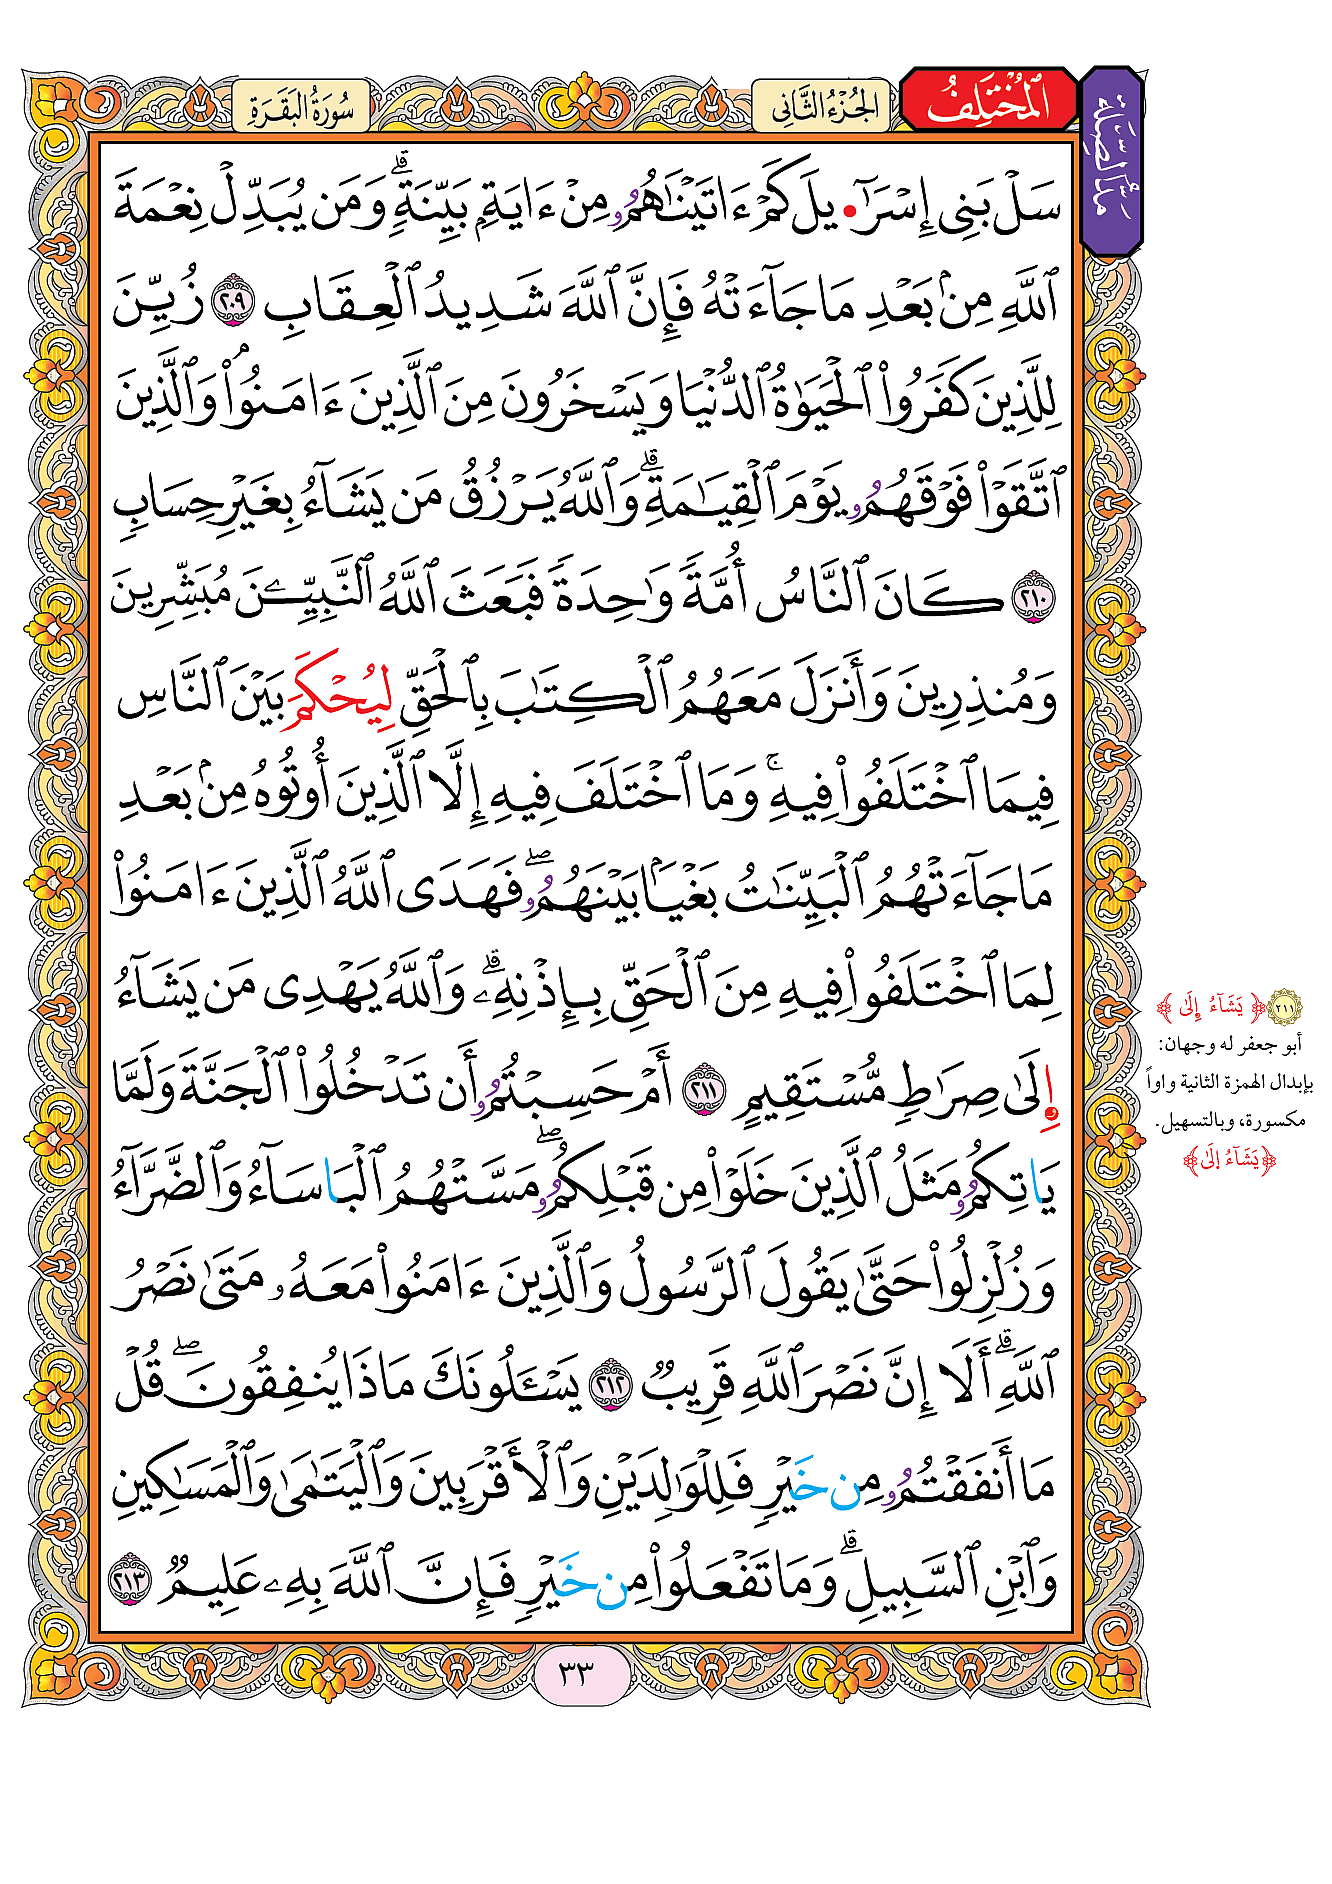 سُورَةُ البَقَرَةِ
الجُزْءُ الثَّانِي
ٱلْمُخْتَلِفُ
مَدُّ ٱلصِّلَة
سَلْ بَنِي إِسْرَآ•يلَ كَمْ ءَاتَيْنَٰهُمُۥ مِنْ ءَايَةِۭ بَيِّنَةٍۗ وَمَن يُبَدِّلْ نِعْمَةَ
ٱللَّهِ مِنۢ بَعْدِ مَا جَآءَتْهُ فَإِنَّ ٱللَّهَ شَدِيدُ ٱلْعِقَابِ ٢٠٩ زُيِّنَ
لِلَّذِينَ كَفَرُوا۟ ٱلْحَيَوٰةُ ٱلدُّنْيَا وَيَسْخَرُونَ مِنَ ٱلَّذِينَ ءَامَنُوا۟ۘ وَٱلَّذِينَ
ٱتَّقَوْا۟ فَوْقَهُمُۥ يَوْمَ ٱلْقِيَٰمَةِۗ وَٱللَّهُ يَرْزُقُ مَن يَشَآءُ بِغَيْرِ حِسَابٍ
٢١٠ كَانَ ٱلنَّاسُ أُمَّةً وَٰحِدَةً فَبَعَثَ ٱللَّهُ ٱلنَّبِيِّـۧنَ مُبَشِّرِينَ
وَمُنذِرِينَ وَأَنزَلَ مَعَهُمُ ٱلْكِتَٰبَ بِٱلْحَقِّ لِيُحْكَمَ بَيْنَ ٱلنَّاسِ
فِيمَا ٱخْتَلَفُوا۟ فِيهِۚ وَمَا ٱخْتَلَفَ فِيهِ إِلَّا ٱلَّذِينَ أُوتُوهُ مِنۢ بَعْدِ
مَا جَآءَتْهُمُ ٱلْبَيِّنَٰتُ بَغْيَۢا بَيْنَهُمُۥۖ فَهَدَى ٱللَّهُ ٱلَّذِينَ ءَامَنُوا۟
لِمَا ٱخْتَلَفُوا۟ فِيهِ مِنَ ٱلْحَقِّ بِإِذْنِهِۦۗ وَٱللَّهُ يَهْدِي مَن يَشَآءُ
إِلَىٰ صِرَٰطٍ مُّسْتَقِيمٍ ٢١١ أَمْ حَسِبْتُمُۥ أَن تَدْخُلُوا۟ ٱلْجَنَّةَ وَلَمَّا
يَاتِكُمُۥ مَثَلُ ٱلَّذِينَ خَلَوْا۟ مِن قَبْلِكُمُۥۖ مَسَّتْهُمُ ٱلْبَاسَآءُ وَٱلضَّرَّآءُ
وَزُلْزِلُوا۟ حَتَّىٰ يَقُولَ ٱلرَّسُولُ وَٱلَّذِينَ ءَامَنُوا۟ مَعَهُۥ مَتَىٰ نَصْرُ
ٱللَّهِۗ أَلَا إِنَّ نَصْرَ ٱللَّهِ قَرِيبٌ ٢١٢ يَسْـَٔلُونَكَ مَاذَا يُنفِقُونَۖ قُلْ
مَا أَنفَقْتُمُۥ مِن خَيْرٍ فَلِلْوَٰلِدَيْنِ وَٱلْأَقْرَبِينَ وَٱلْيَتَٰمَىٰ وَٱلْمَسَٰكِينِ
وَٱبْنِ ٱلسَّبِيلِۗ وَمَا تَفْعَلُوا۟ مِن خَيْرٍ فَإِنَّ ٱللَّهَ بِهِۦ عَلِيمٌ ٢١٣
٢١١ ﴿ يَشَآءُ إِلَىٰ ﴾
أبو جعفر له وجهان:
بإبدال الهمزة الثانية واواً
مكسورة، وبالتسهيل.
﴿يَشَآءُ اِلَىٰ﴾
٣٣